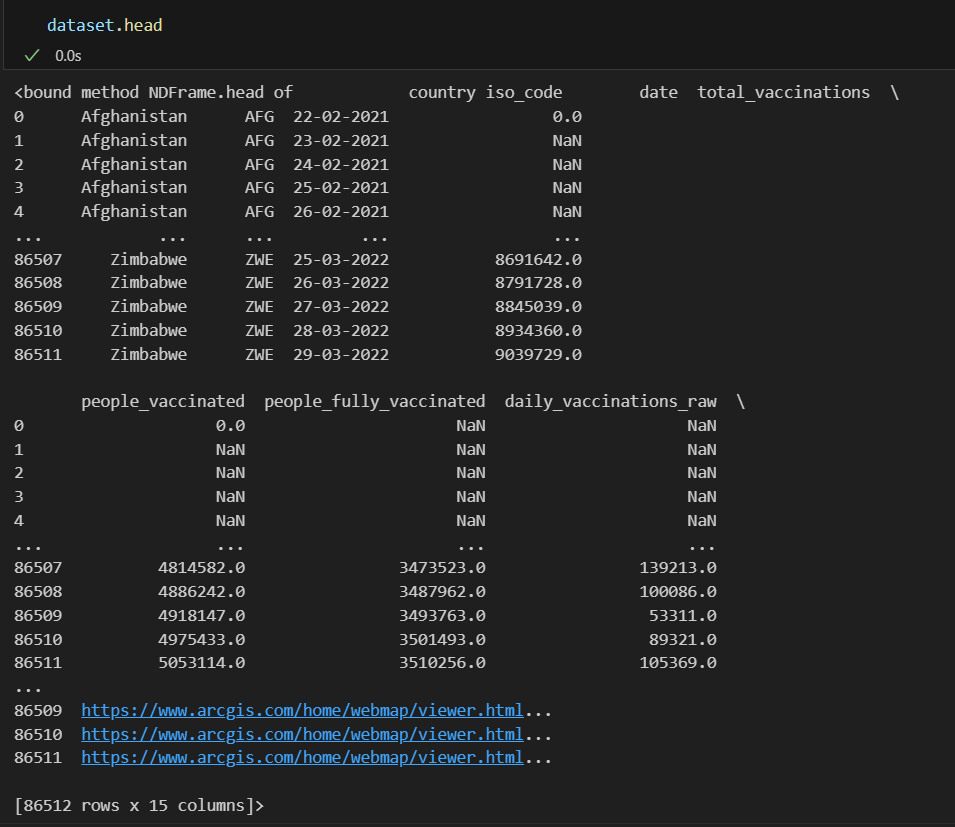 dataset.head
0.0s
<bound method NDFrame.head of            country iso_code        date  total_vaccinations  \
0      Afghanistan      AFG  22-02-2021                 0.0
1      Afghanistan      AFG  23-02-2021                 NaN
2      Afghanistan      AFG  24-02-2021                 NaN
3      Afghanistan      AFG  25-02-2021                 NaN
4      Afghanistan      AFG  26-02-2021                 NaN
...            ...      ...         ...                 ...
86507     Zimbabwe      ZWE  25-03-2022           8691642.0
86508     Zimbabwe      ZWE  26-03-2022           8791728.0
86509     Zimbabwe      ZWE  27-03-2022           8845039.0
86510     Zimbabwe      ZWE  28-03-2022           8934360.0
86511     Zimbabwe      ZWE  29-03-2022           9039729.0
       people_vaccinated  people_fully_vaccinated  daily_vaccinations_raw  \
0                    0.0                      NaN                     NaN
1                    NaN                      NaN                     NaN
2                    NaN                      NaN                     NaN
3                    NaN                      NaN                     NaN
4                    NaN                      NaN                     NaN
...                  ...                      ...                     ...
86507          4814582.0                3473523.0                139213.0
86508          4886242.0                3487962.0                100086.0
86509          4918147.0                3493763.0                 53311.0
86510          4975433.0                3501493.0                 89321.0
86511          5053114.0                3510256.0                105369.0
...
86509  https://www.arcgis.com/home/webmap/viewer.html...
86510  https://www.arcgis.com/home/webmap/viewer.html...
86511  https://www.arcgis.com/home/webmap/viewer.html...
[86512 rows x 15 columns]>